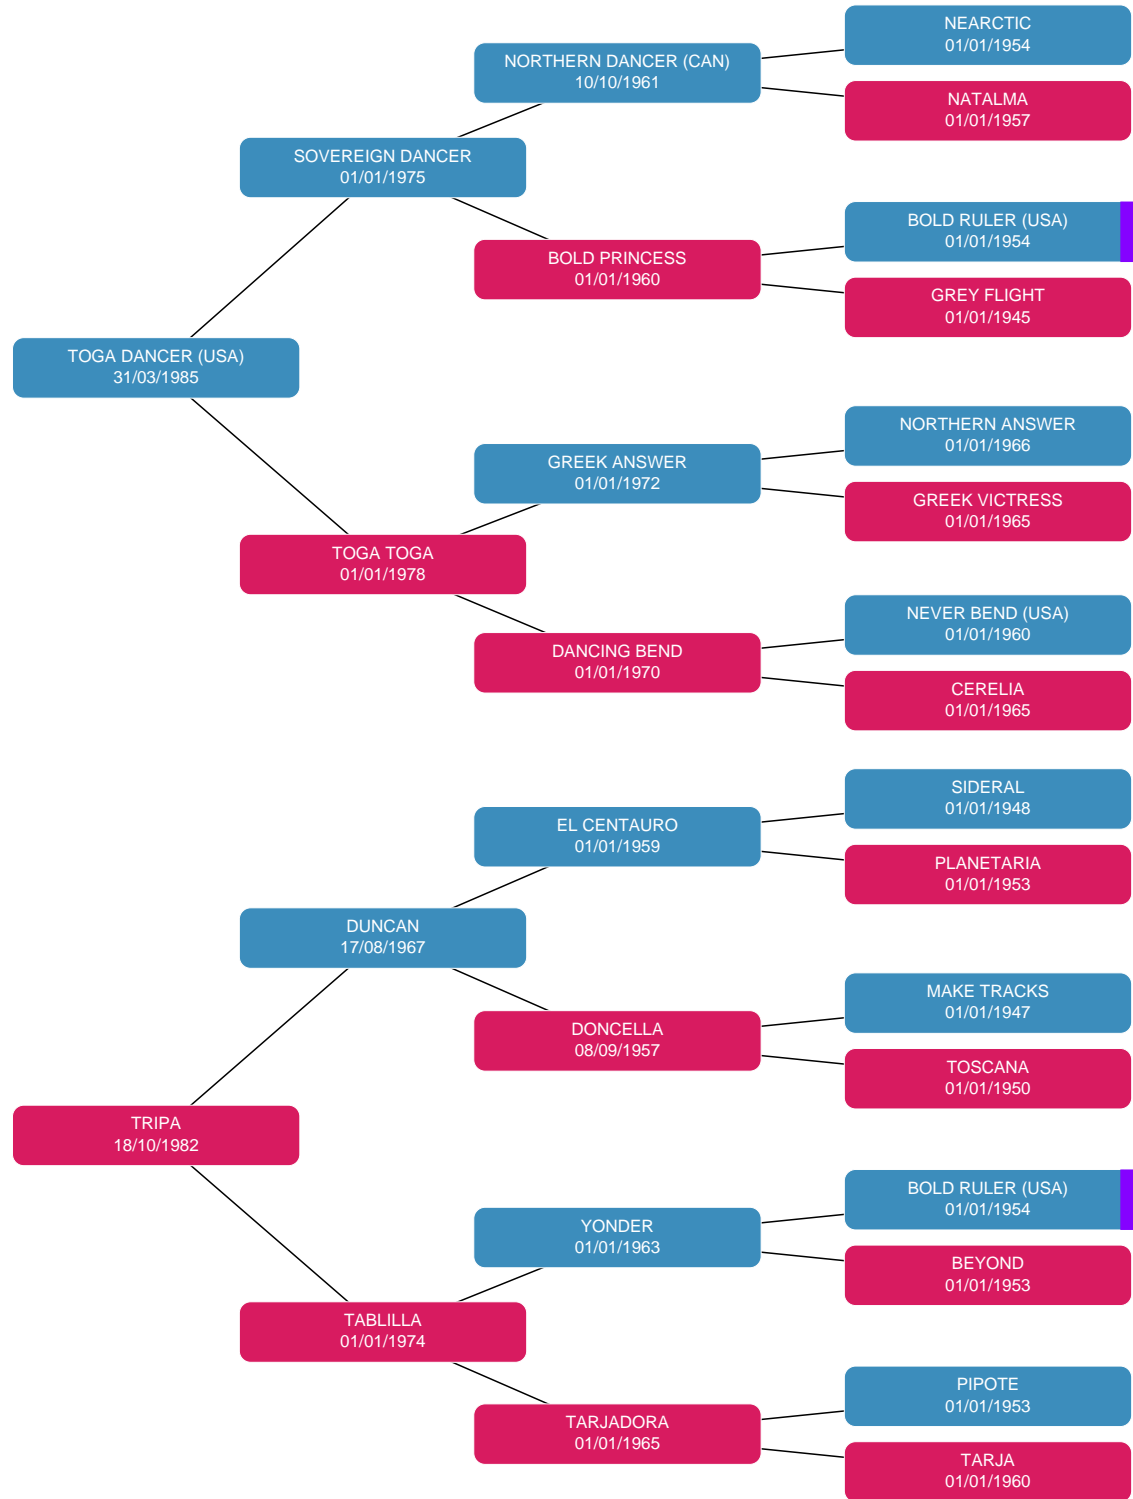 NEARCTIC
01/01/1954
NORTHERN DANCER (CAN)
10/10/1961
NATALMA
01/01/1957
SOVEREIGN DANCER
01/01/1975
BOLD RULER (USA)
01/01/1954
BOLD PRINCESS
01/01/1960
GREY FLIGHT
01/01/1945
TOGA DANCER (USA)
31/03/1985
NORTHERN ANSWER
01/01/1966
GREEK ANSWER
01/01/1972
GREEK VICTRESS
01/01/1965
TOGA TOGA
01/01/1978
NEVER BEND (USA)
01/01/1960
DANCING BEND
01/01/1970
CERELIA
01/01/1965
SIDERAL
01/01/1948
EL CENTAURO
01/01/1959
PLANETARIA
01/01/1953
DUNCAN
17/08/1967
MAKE TRACKS
01/01/1947
DONCELLA
08/09/1957
TOSCANA
01/01/1950
TRIPA
18/10/1982
BOLD RULER (USA)
01/01/1954
YONDER
01/01/1963
BEYOND
01/01/1953
TABLILLA
01/01/1974
PIPOTE
01/01/1953
TARJADORA
01/01/1965
TARJA
01/01/1960